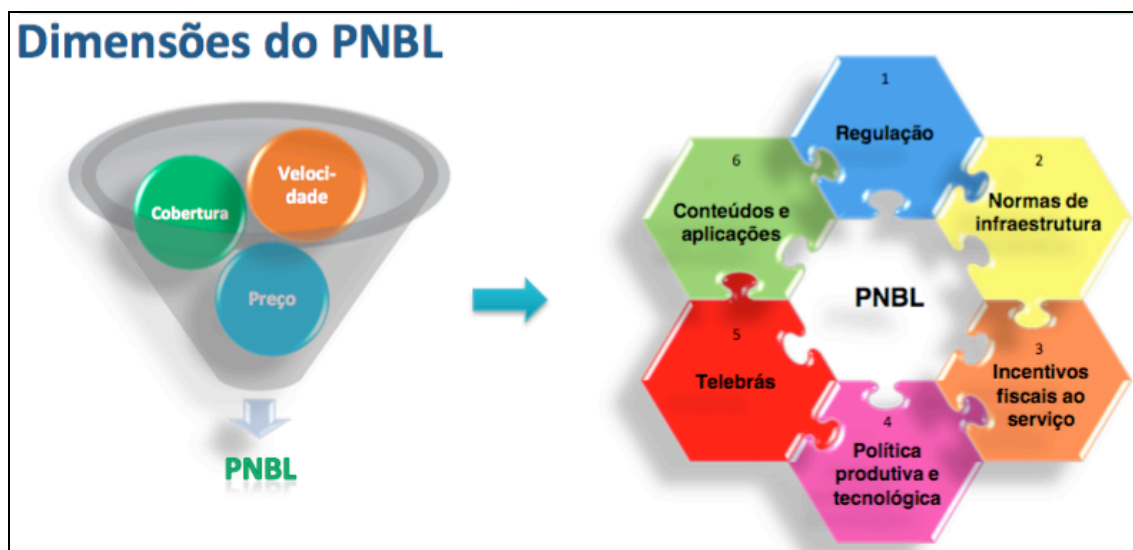 Dimensões do PNBL
Cobertura
Veloci-
dade
Preço
PNBL
1
Regulação
2
Normas de
infraestrutura
3
Incentivos
fiscais ao
serviço
4
Política
produtiva e
tecnológica
5
Telebrás
6
Conteúdos e
aplicações
PNBL